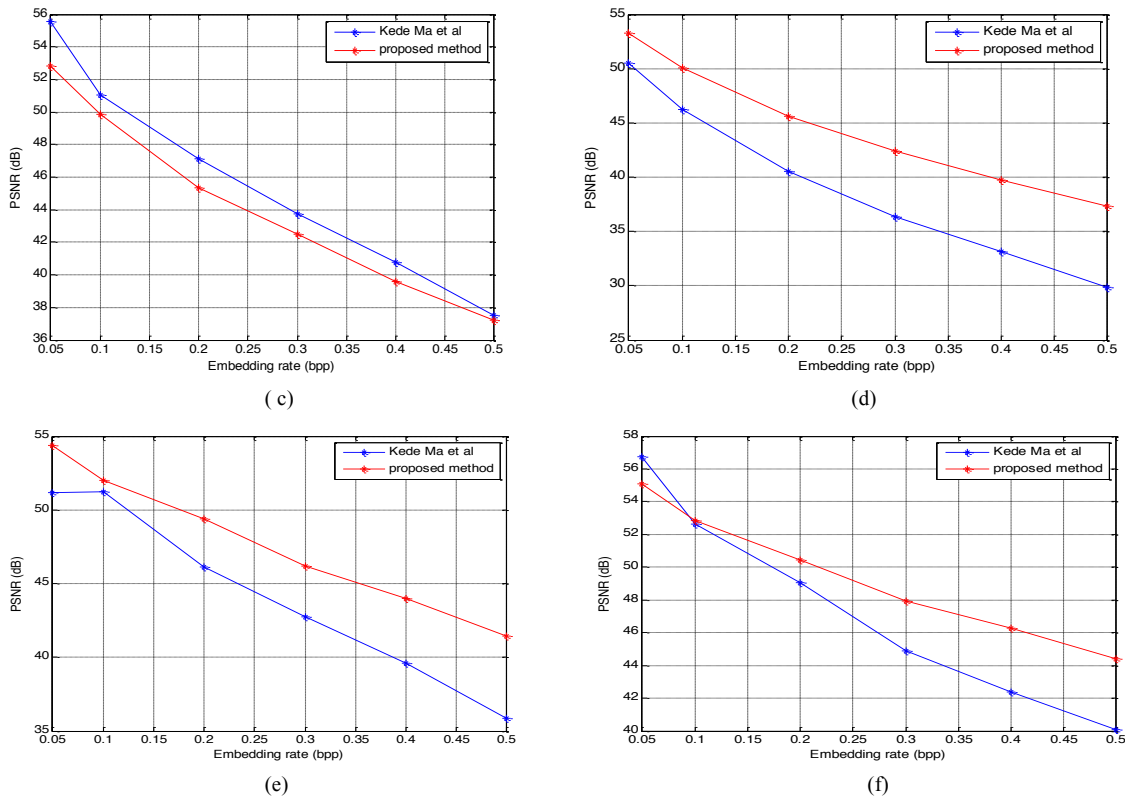 56
54
52
50
48
46
44
42
40
38
36
PSNR (dB)
0.05 0.1 0.15 0.2 0.25 0.3 0.35 0.4 0.45 0.5
Embedding rate (bpp)
Kede Ma et al
proposed method
( c)
55
50
45
40
35
30
25
PSNR (dB)
0.05 0.1 0.15 0.2 0.25 0.3 0.35 0.4 0.45 0.5
Embedding rate (bpp)
Kede Ma et al
proposed method
(d)
55
50
45
40
35
PSNR (dB)
0.05 0.1 0.15 0.2 0.25 0.3 0.35 0.4 0.45 0.5
Embedding rate (bpp)
Kede Ma et al
proposed method
(e)
58
56
54
52
50
48
46
44
42
40
PSNR (dB)
0.05 0.1 0.15 0.2 0.25 0.3 0.35 0.4 0.45 0.5
Embedding rate (bpp)
Kede Ma et al
proposed method
(f)